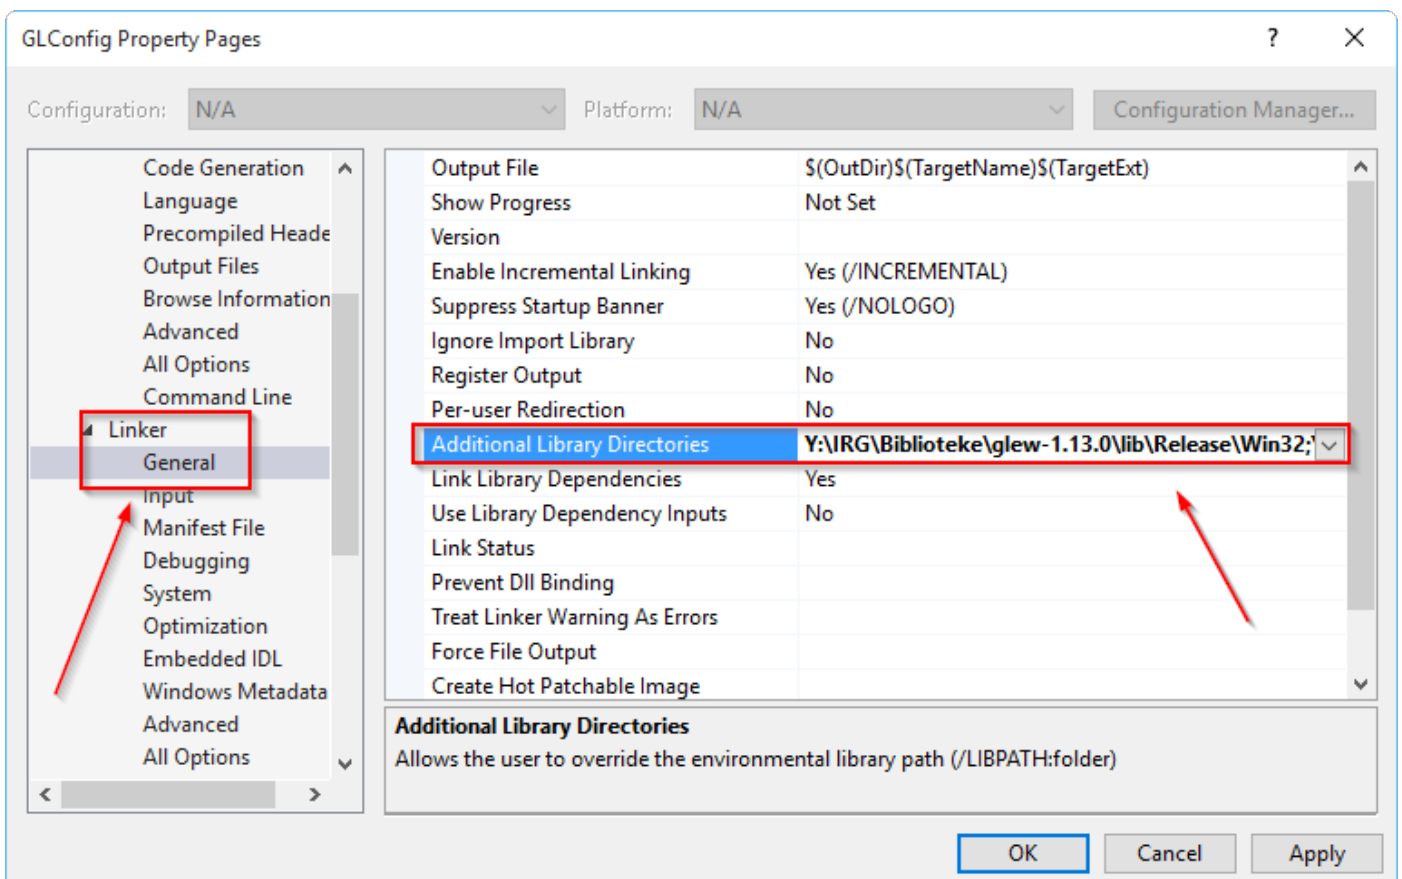 GLConfig Property Pages
Configuration: N/A Platform: N/A Configuration Manager...
Code Generation
Language
Precompiled Heade
Output Files
Browse Information
Advanced
All Options
Command Line
Linker
General
Input
Manifest File
Debugging
System
Optimization
Embedded IDL
Windows Metadata
Advanced
All Options
Output File $(OutDir)$(TargetName)$(TargetExt)
Show Progress Not Set
Version
Enable Incremental Linking Yes (/INCREMENTAL)
Suppress Startup Banner Yes (/NOLOGO)
Ignore Import Library No
Register Output No
Per-user Redirection No
Additional Library Directories Y:\IRG\Biblioteke\glew-1.13.0\lib\Release\Win32;
Link Library Dependencies Yes
Use Library Dependency Inputs No
Link Status
Prevent Dll Binding
Treat Linker Warning As Errors
Force File Output
Create Hot Patchable Image
Additional Library Directories
Allows the user to override the environmental library path (/LIBPATH:folder)
OK Cancel Apply